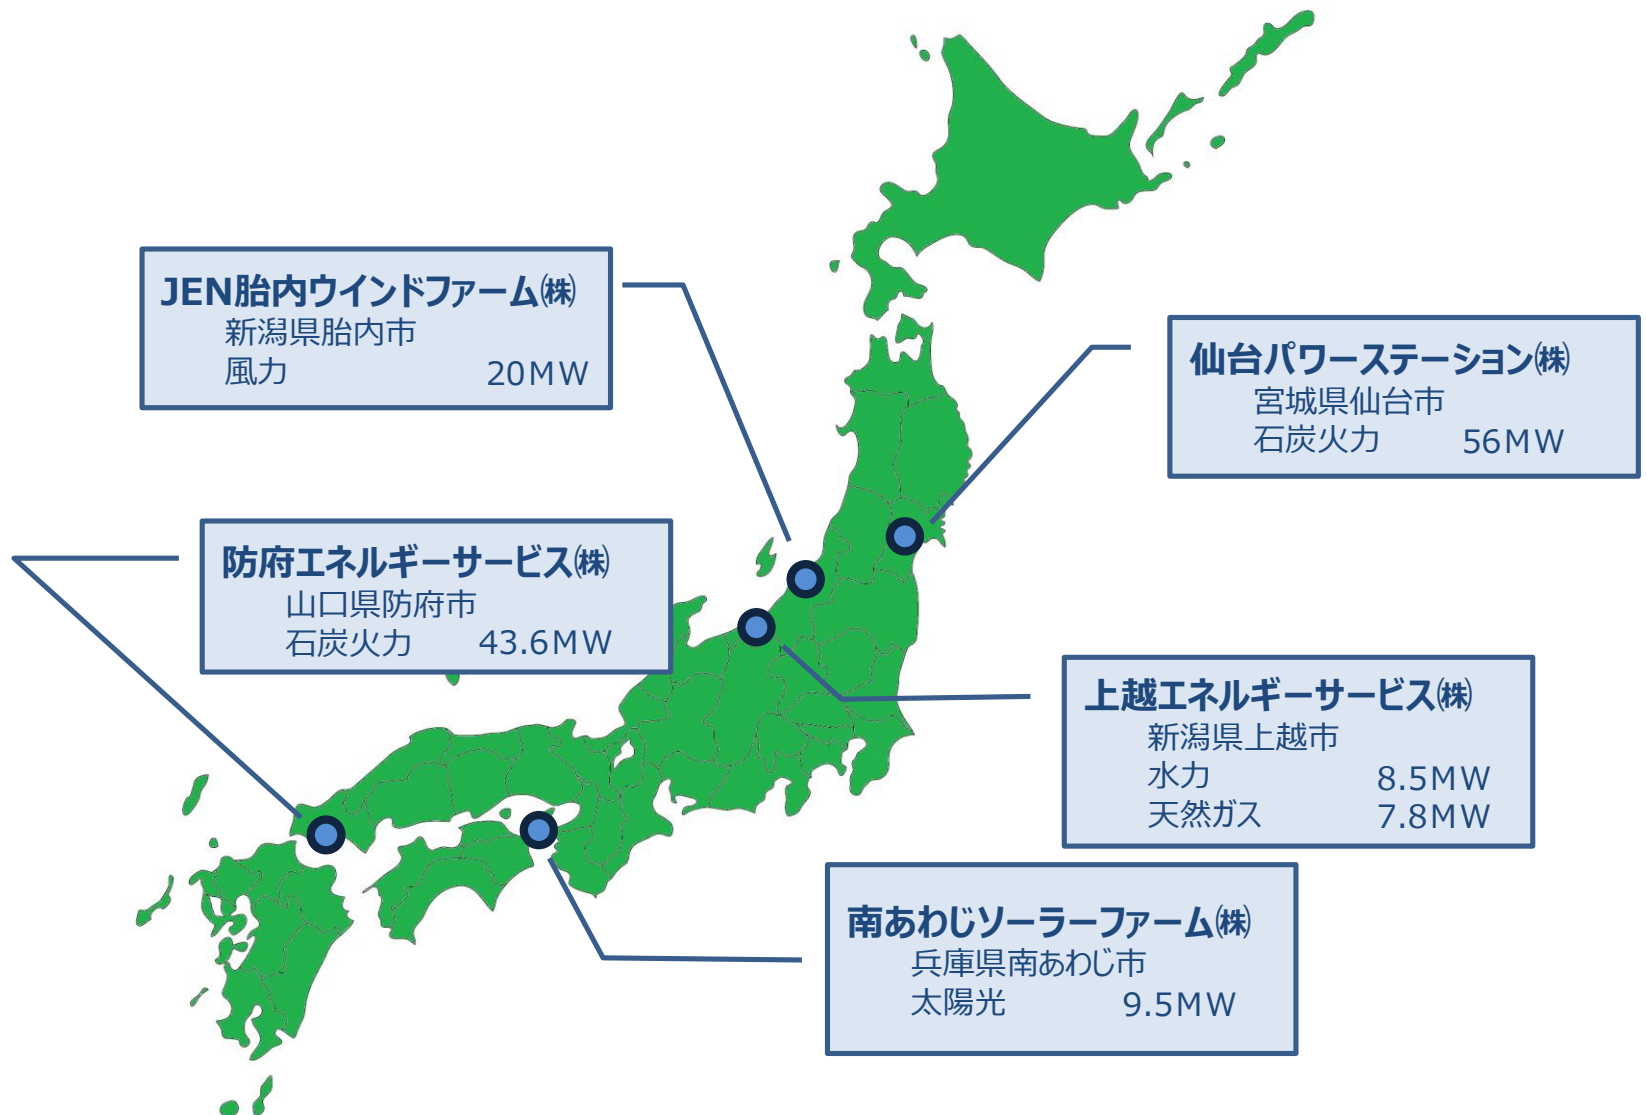 JEN胎内ウインドファーム㈱
新潟県胎内市
風力 20MW
仙台パワーステーション㈱
宮城県仙台市
石炭火力 56MW
防府エネルギーサービス㈱
山口県防府市
石炭火力 43.6MW
上越エネルギーサービス㈱
新潟県上越市
水力 8.5MW
天然ガス 7.8MW
南あわじソーラーファーム㈱
兵庫県南あわじ市
太陽光 9.5MW